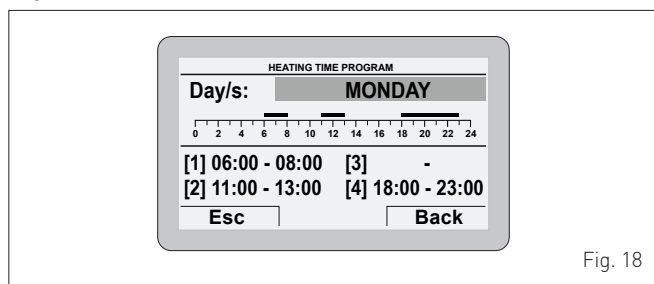 HEATING TIME PROGRAM
Day/s: MONDAY
0 2 4 6 8 10 12 14 16 18 20 22 24
[1] 06:00 - 08:00 [3] -
[2] 11:00 - 13:00 [4] 18:00 - 23:00
Esc Back
Fig. 18